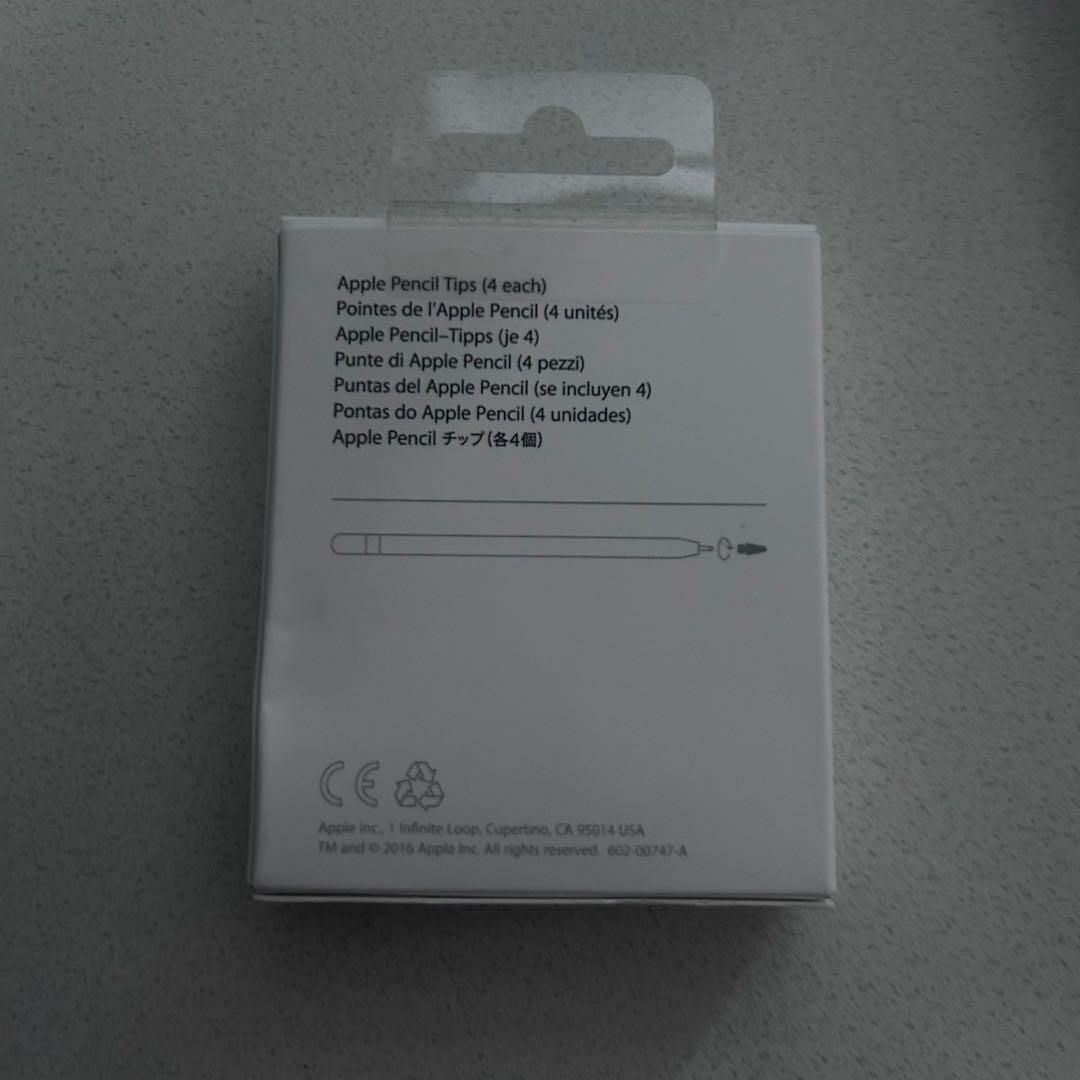 Apple Pencil Tips (4 each)
Pointes de l’Apple Pencil (4 unités)
Apple Pencil–Tipps (je 4)
Punte di Apple Pencil (4 pezzi)
Puntas del Apple Pencil (se incluyen 4)
Pontas do Apple Pencil (4 unidades)
Apple Pencil チップ(各4個)
CE
Apple Inc., 1 Infinite Loop, Cupertino, CA 95014 USA
TM and © 2016 Apple Inc. All rights reserved. 602-00747-A